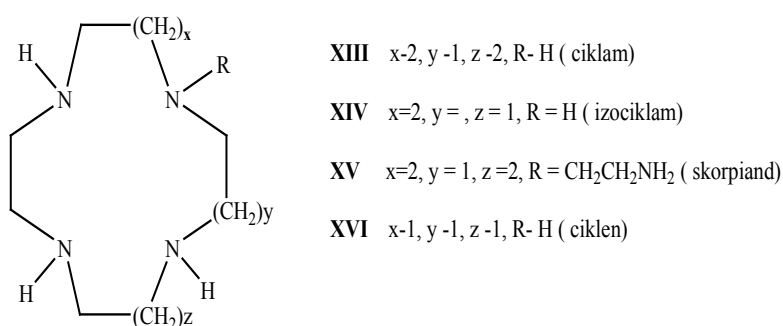 (CH₂)x
H
R
N
N
XIII x-2, y -1, z -2, R- H ( ciklam)
XIV x=2, y = , z = 1, R = H ( izociklam)
XV x=2, y = 1, z =2, R = CH₂CH₂NH₂ ( skorpiand)
XVI x-1, y -1, z -1, R- H ( ciklen)
(CH₂)y
N
N
H
H
(CH₂)z